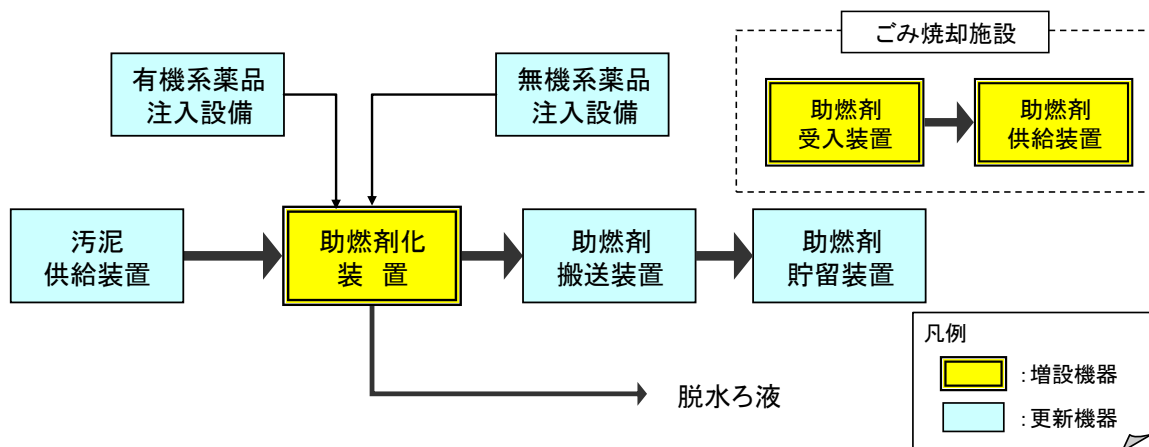 ごみ焼却施設
有機系薬品
注入設備
無機系薬品
注入設備
助燃剤
受入装置
助燃剤
供給装置
汚泥
供給装置
助燃剤化
装　置
助燃剤
搬送装置
助燃剤
貯留装置
脱水ろ液
凡例
：増設機器
：更新機器